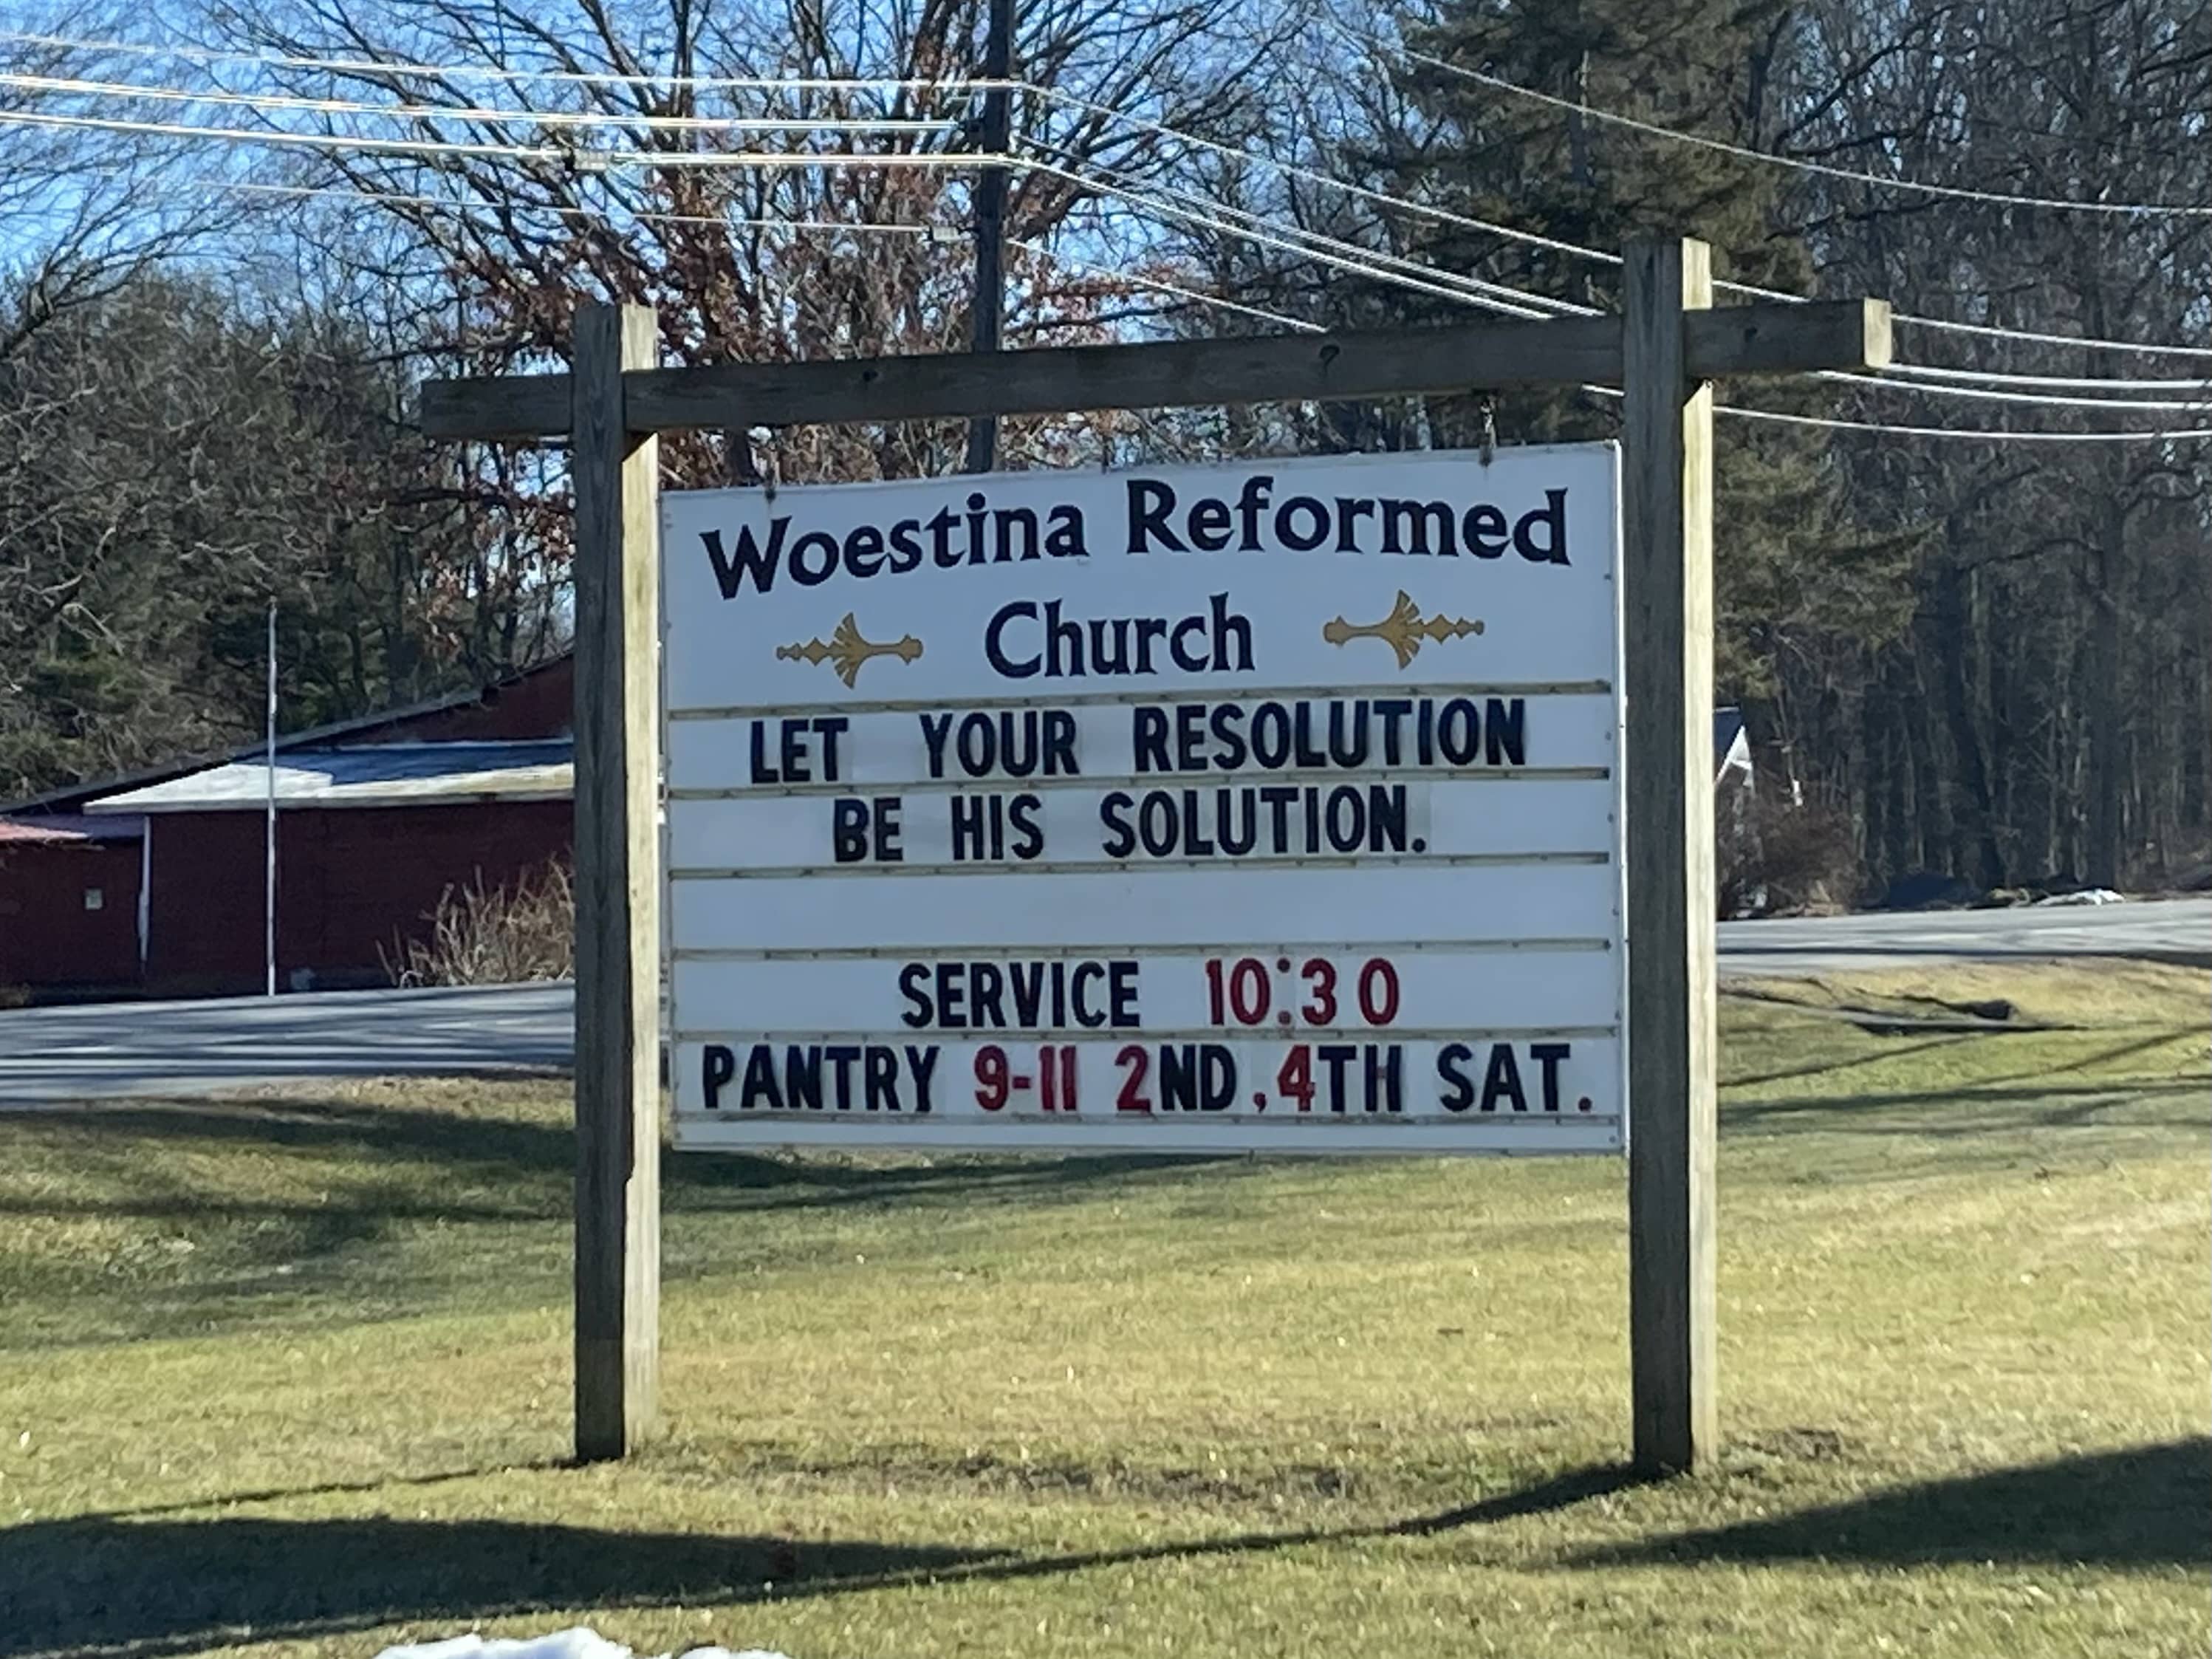 Woestina Reformed
Church
LET YOUR RESOLUTION
BE HIS SOLUTION.
SERVICE 10:30
PANTRY 9-11 2ND,4TH SAT.